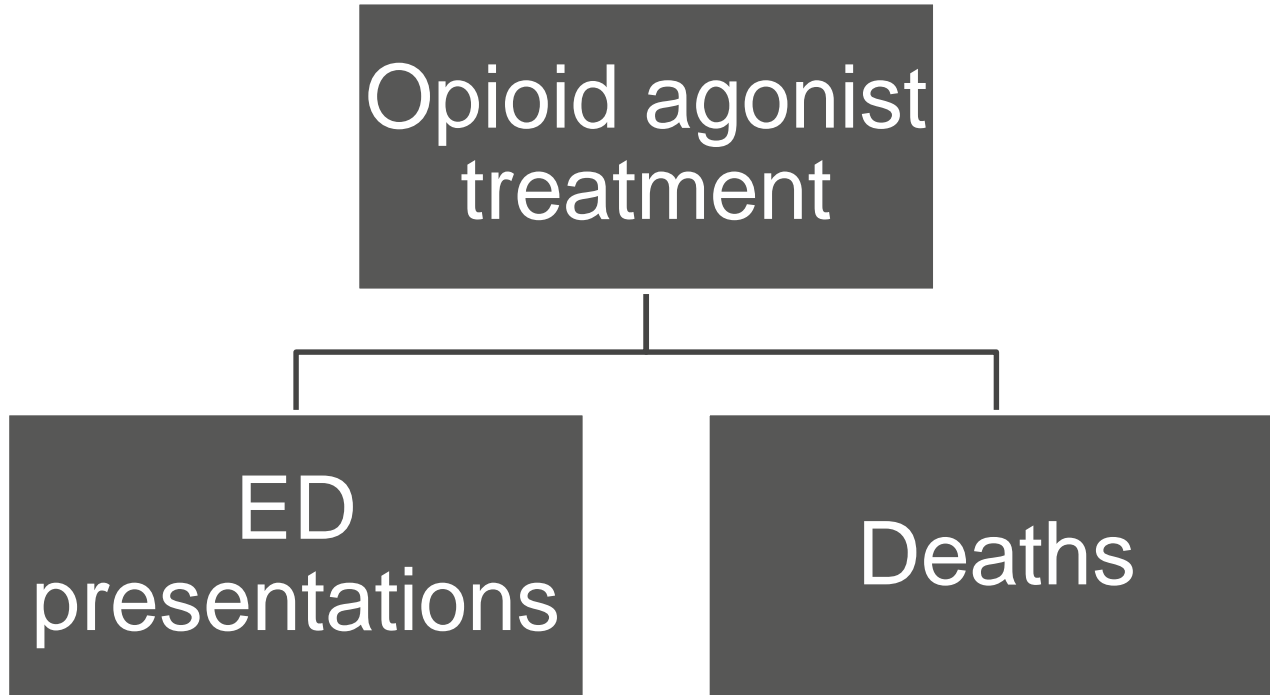 Opioid agonist
treatment
ED
presentations
Deaths